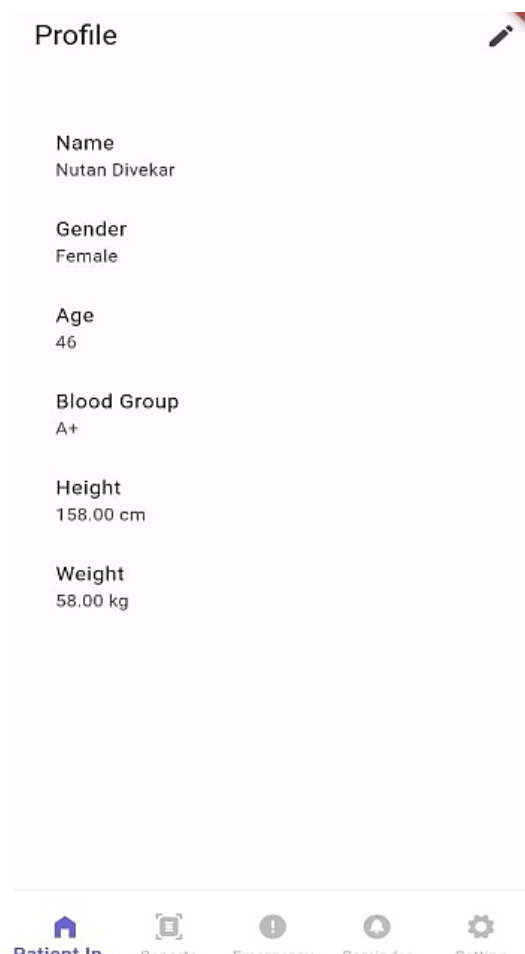 Profile
Name
Nutan Divekar
Gender
Female
Age
46
Blood Group
A+
Height
158.00 cm
Weight
58.00 kg
Patient In...